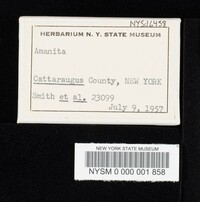 NYS16458
HERBARIUM N. Y. STATE MUSEUM
Amanita
Cattaraugus County, NEW YORK
Smith et al. 23099
July 9, 1957
NEW YORK STATE MUSEUM
NYSM 0 000 001 858